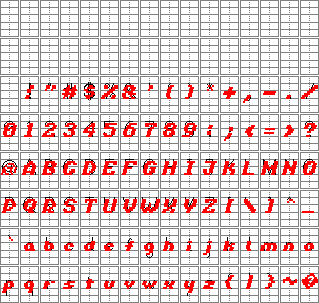 ! " # $ % & ' ( ) * + , - . /
0 1 2 3 4 5 6 7 8 9 : ; < = > ?
@ A B C D E F G H I J K L M N O
P Q R S T U V W X Y Z [ \ ] ^ _
` a b c d e f g h i j k l m n o
p q r s t u v w x y z { | } ~